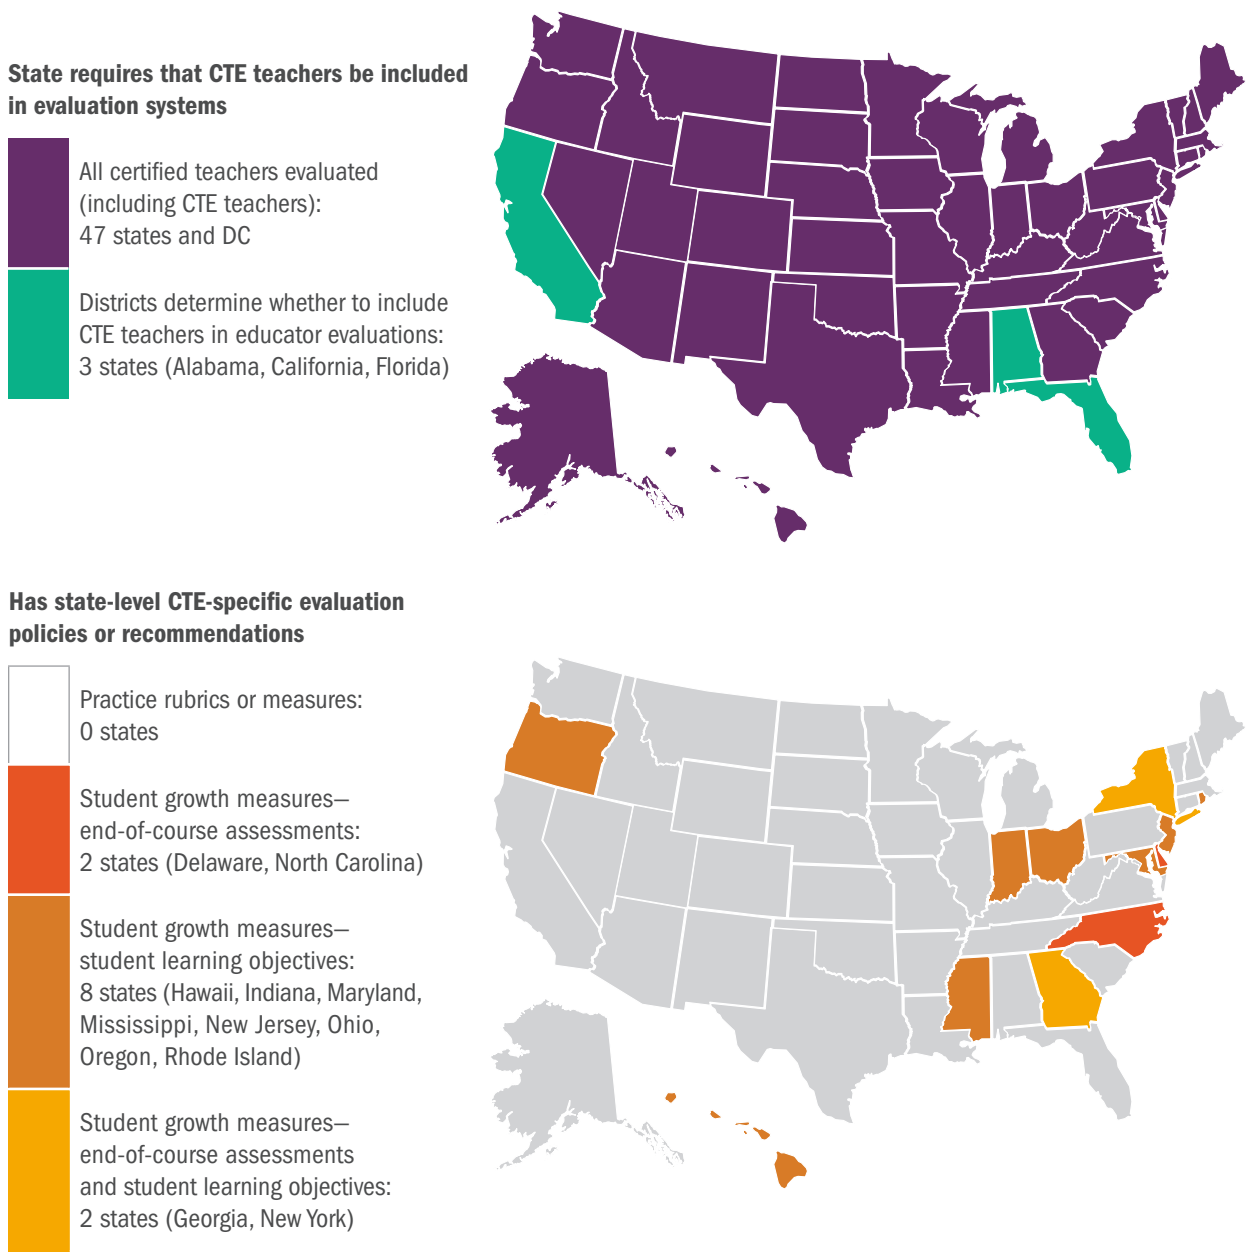 State requires that CTE teachers be included
in evaluation systems
All certified teachers evaluated
(including CTE teachers):
47 states and DC
Districts determine whether to include
CTE teachers in educator evaluations:
3 states (Alabama, California, Florida)
Has state-level CTE-specific evaluation
policies or recommendations
Practice rubrics or measures:
0 states
Student growth measures—
end-of-course assessments:
2 states (Delaware, North Carolina)
Student growth measures—
student learning objectives:
8 states (Hawaii, Indiana, Maryland,
Mississippi, New Jersey, Ohio,
Oregon, Rhode Island)
Student growth measures—
end-of-course assessments
and student learning objectives:
2 states (Georgia, New York)